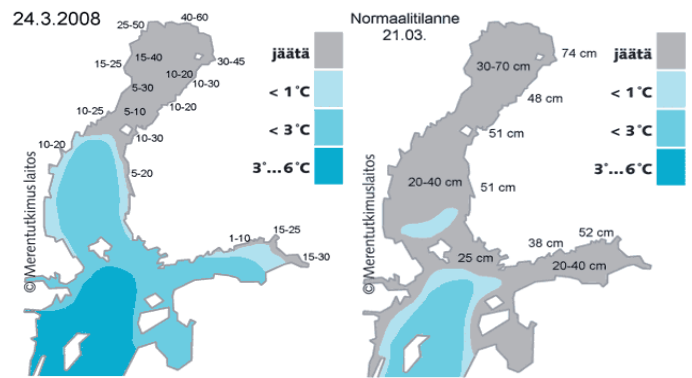 24.3.2008
40-60
25-50
15-25
15-40
30-45
10-20
10-30
5-30
10-20
10-25
5-10
10-30
10-20
5-20
15-25
1-10
15-30
jäätä
< 1°C
< 3°C
3°...6°C
© Merentutkimuslaitos
Normaalitilanne
21.03.
74 cm
30-70 cm
48 cm
51 cm
20-40 cm
51 cm
52 cm
38 cm
25 cm
20-40 cm
jäätä
< 1°C
< 3°C
3°...6°C
© Merentutkimuslaitos